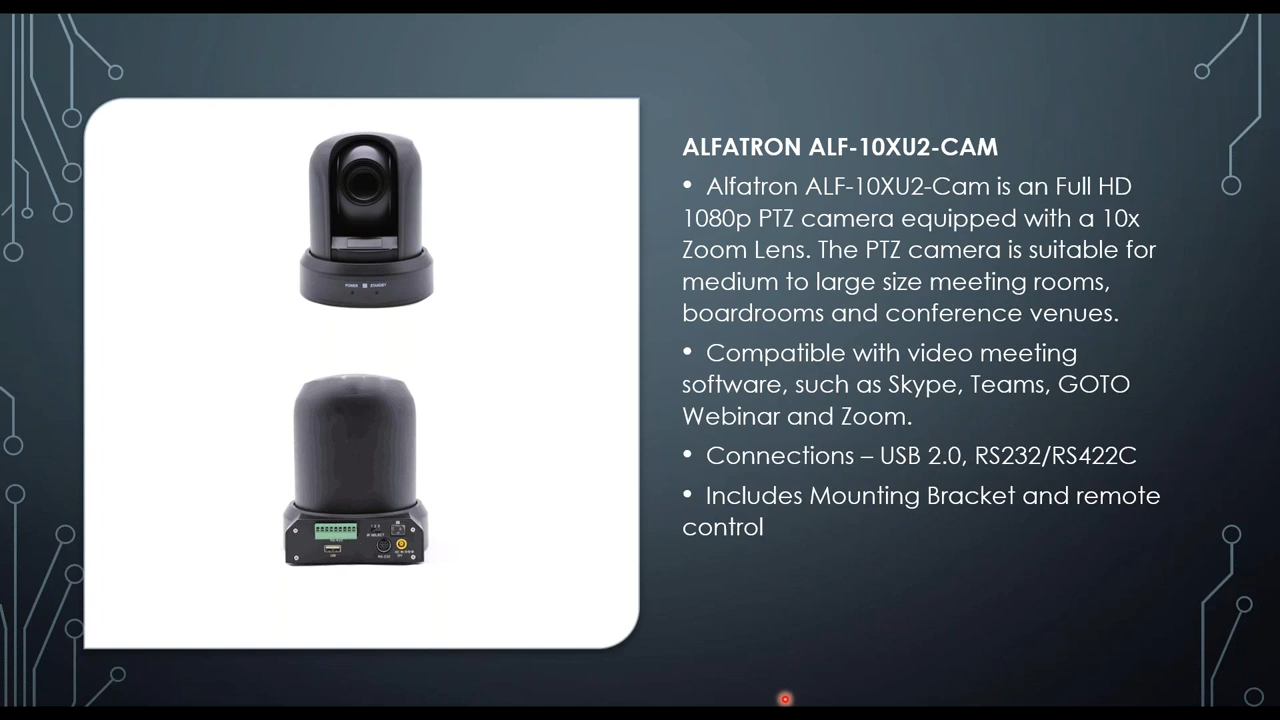 ALFATRON ALF-10XU2-CAM
• Alfatron ALF-10XU2-Cam is an Full HD
1080p PTZ camera equipped with a 10x
Zoom Lens. The PTZ camera is suitable for
medium to large size meeting rooms,
boardrooms and conference venues.
• Compatible with video meeting
software, such as Skype, Teams, GOTO
Webinar and Zoom.
• Connections – USB 2.0, RS232/RS422C
• Includes Mounting Bracket and remote
control
POWER STANDBY
IR SELECT